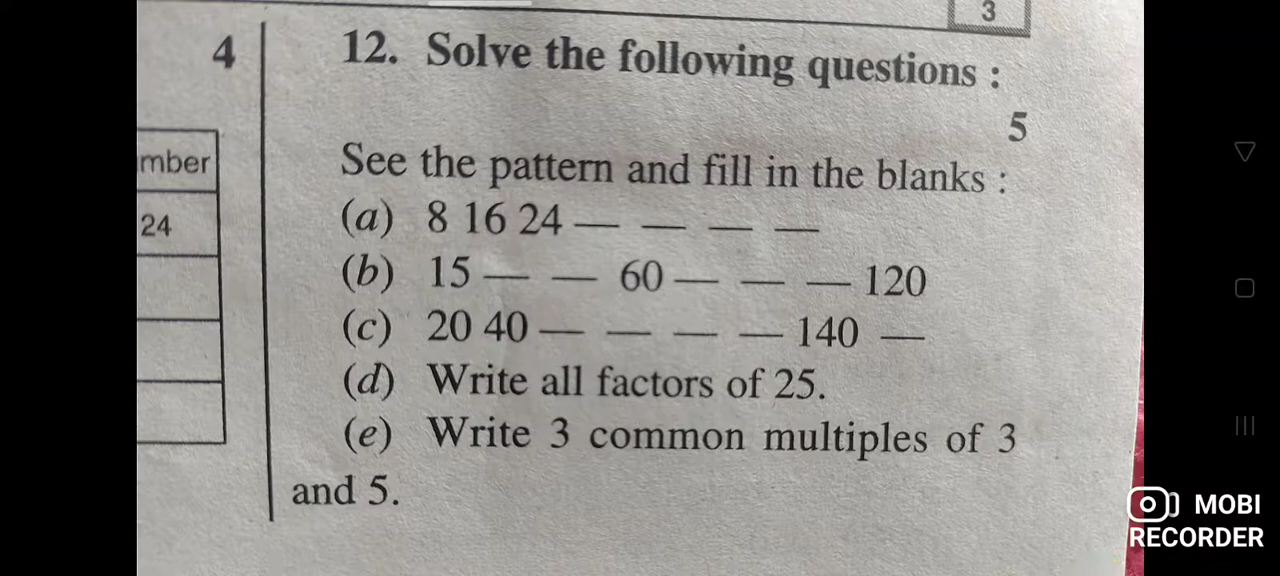 3
4
12. Solve the following questions :
5
mber
24
See the pattern and fill in the blanks :
(a) 8 16 24 — — — —
(b) 15 — — 60 — — — 120
(c) 20 40 — — — — 140 —
(d) Write all factors of 25.
(e) Write 3 common multiples of 3
and 5.
MOBI
RECORDER